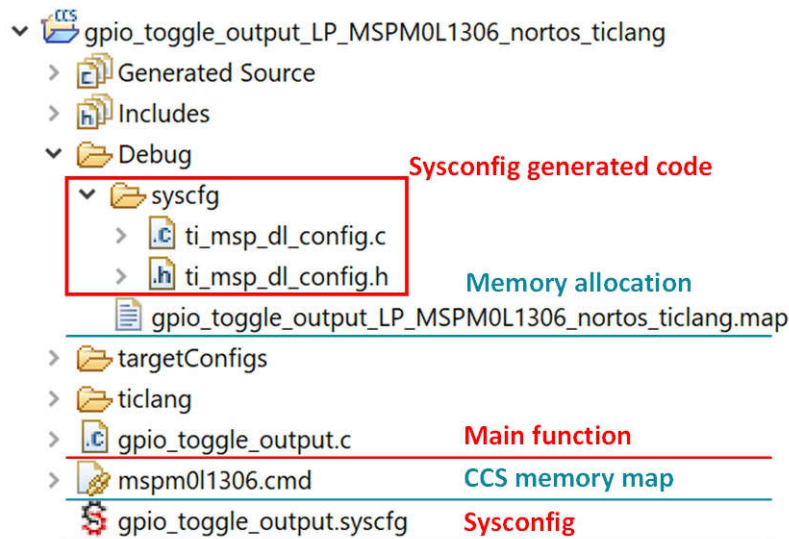 CCS
gpio_toggle_output_LP_MSPM0L1306_nortos_ticlang
c Generated Source
h Includes
Debug
Sysconfig generated code
syscfg
.c ti_msp_dl_config.c
.h ti_msp_dl_config.h
Memory allocation
gpio_toggle_output_LP_MSPM0L1306_nortos_ticlang.map
targetConfigs
ticlang
.c gpio_toggle_output.c Main function
mspm0l1306.cmd CCS memory map
gpio_toggle_output.syscfg Sysconfig